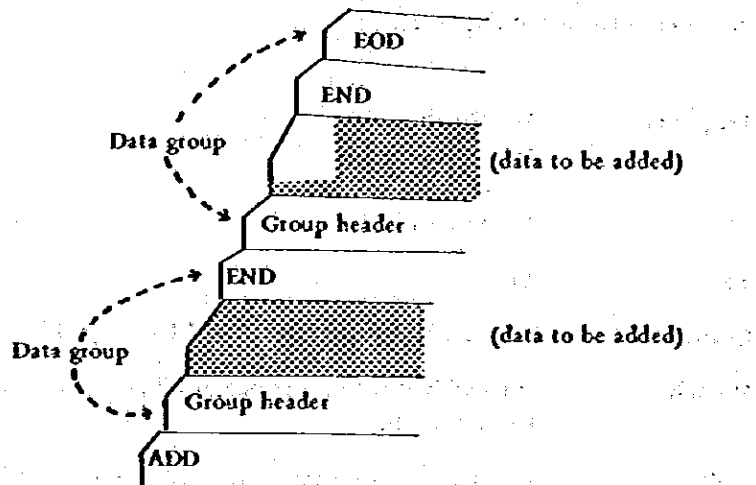 EOD
END
Data group
(data to be added)
Group header
END
Data group
(data to be added)
Group header
ADD